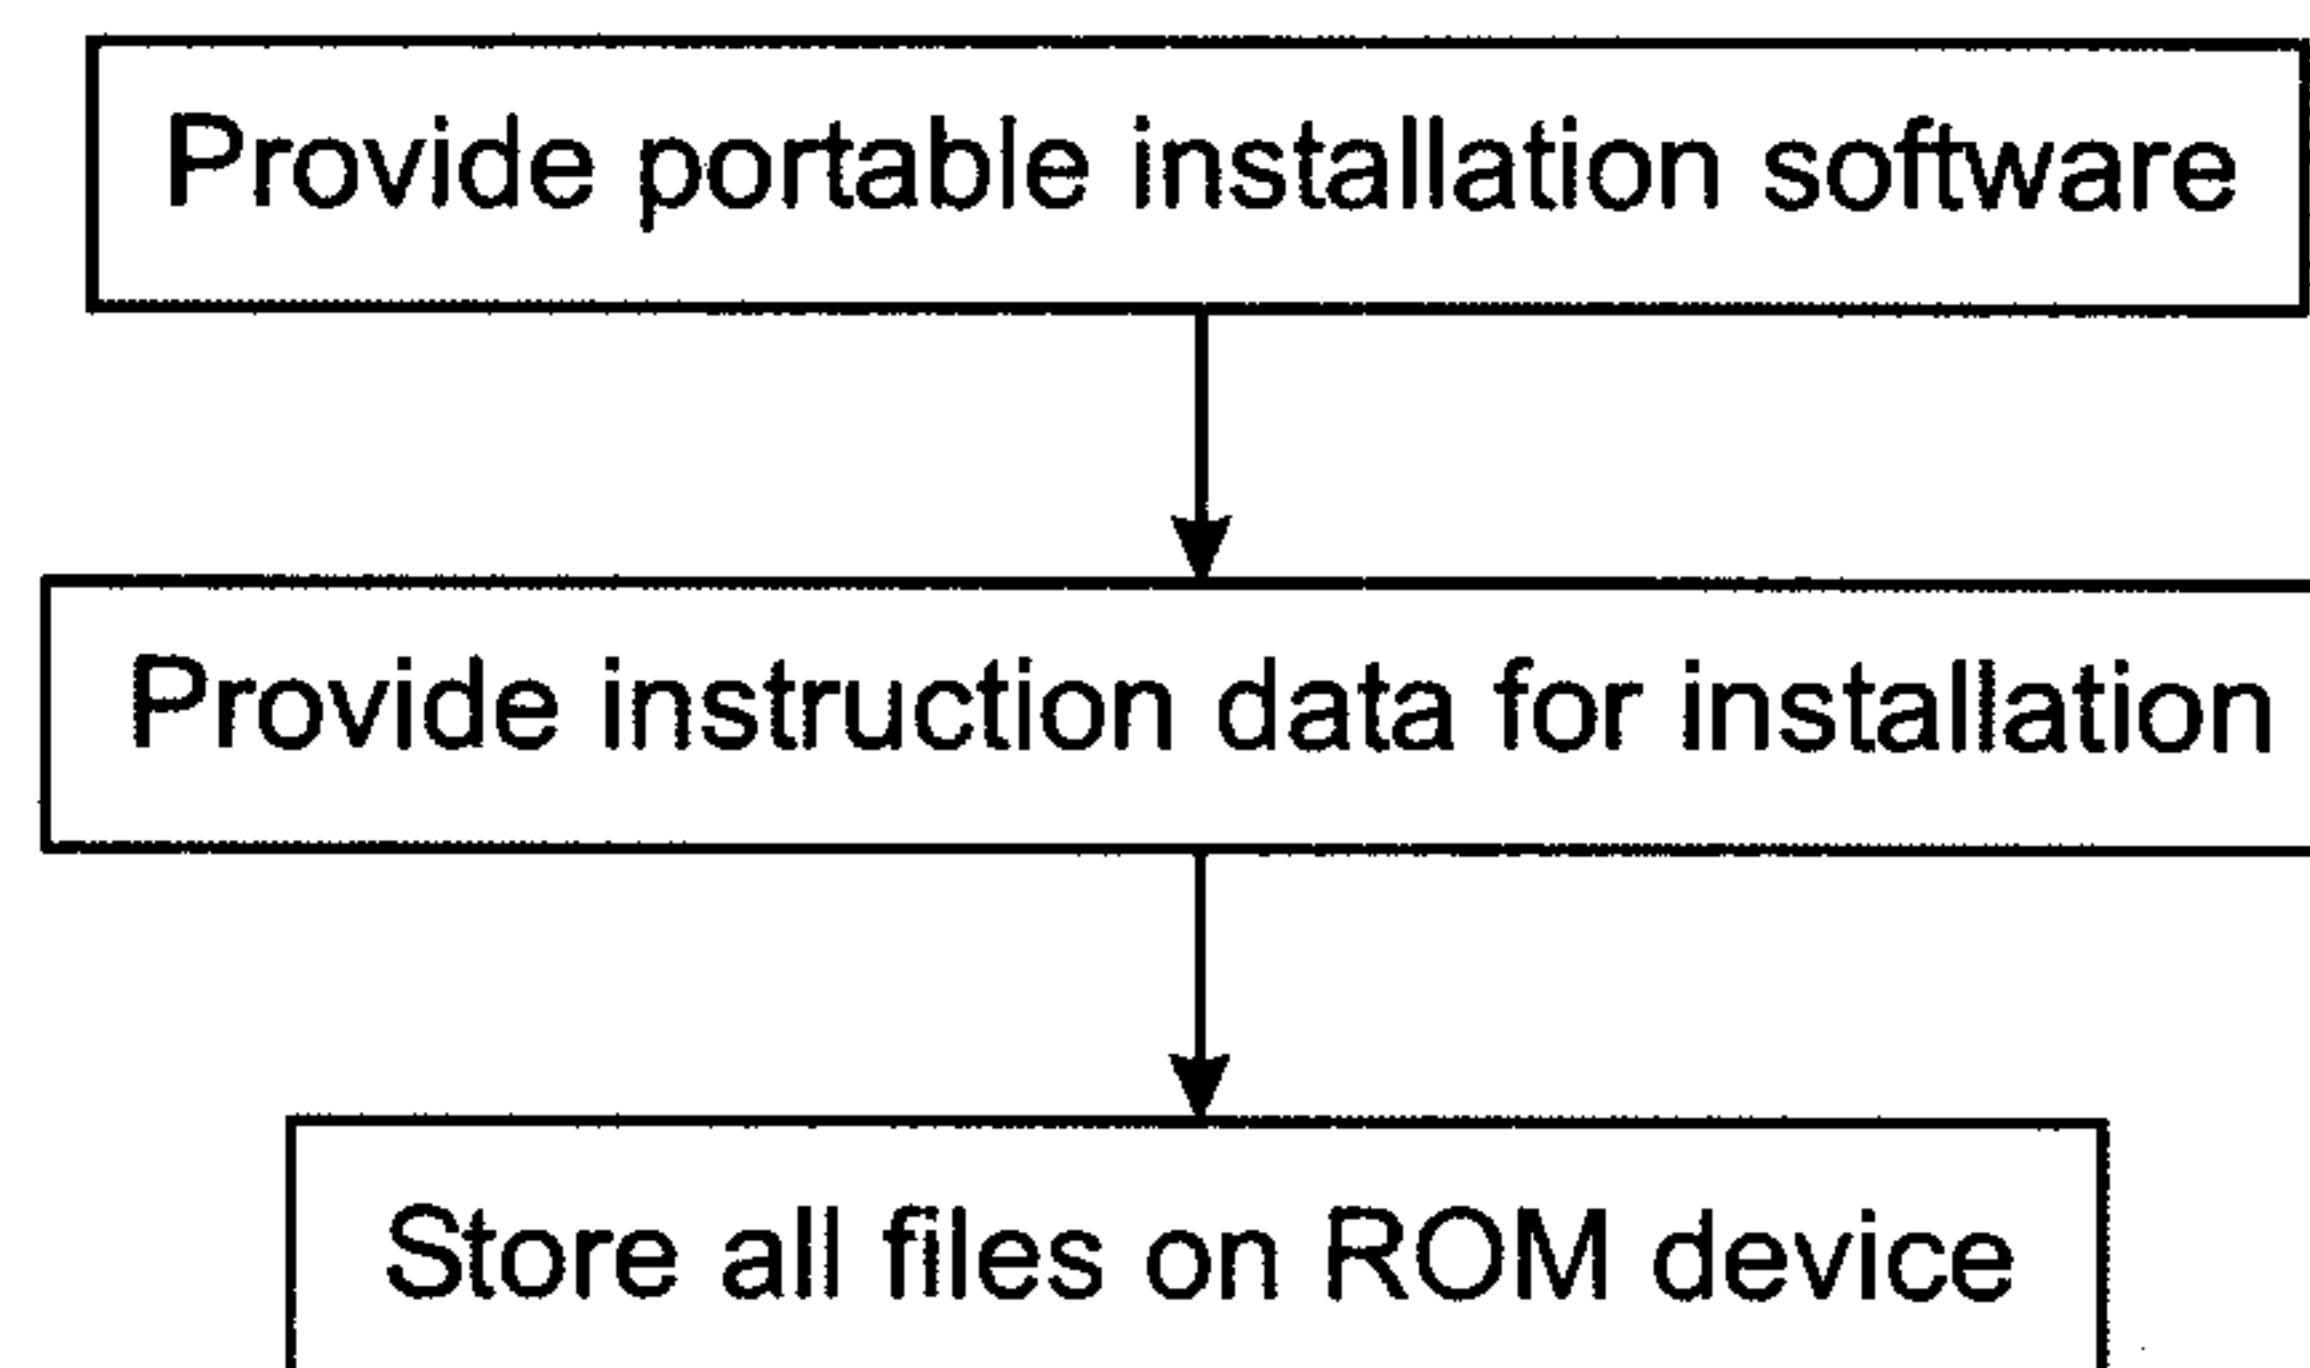 Provide portable installation software
Provide instruction data for installation
Store all files on ROM device